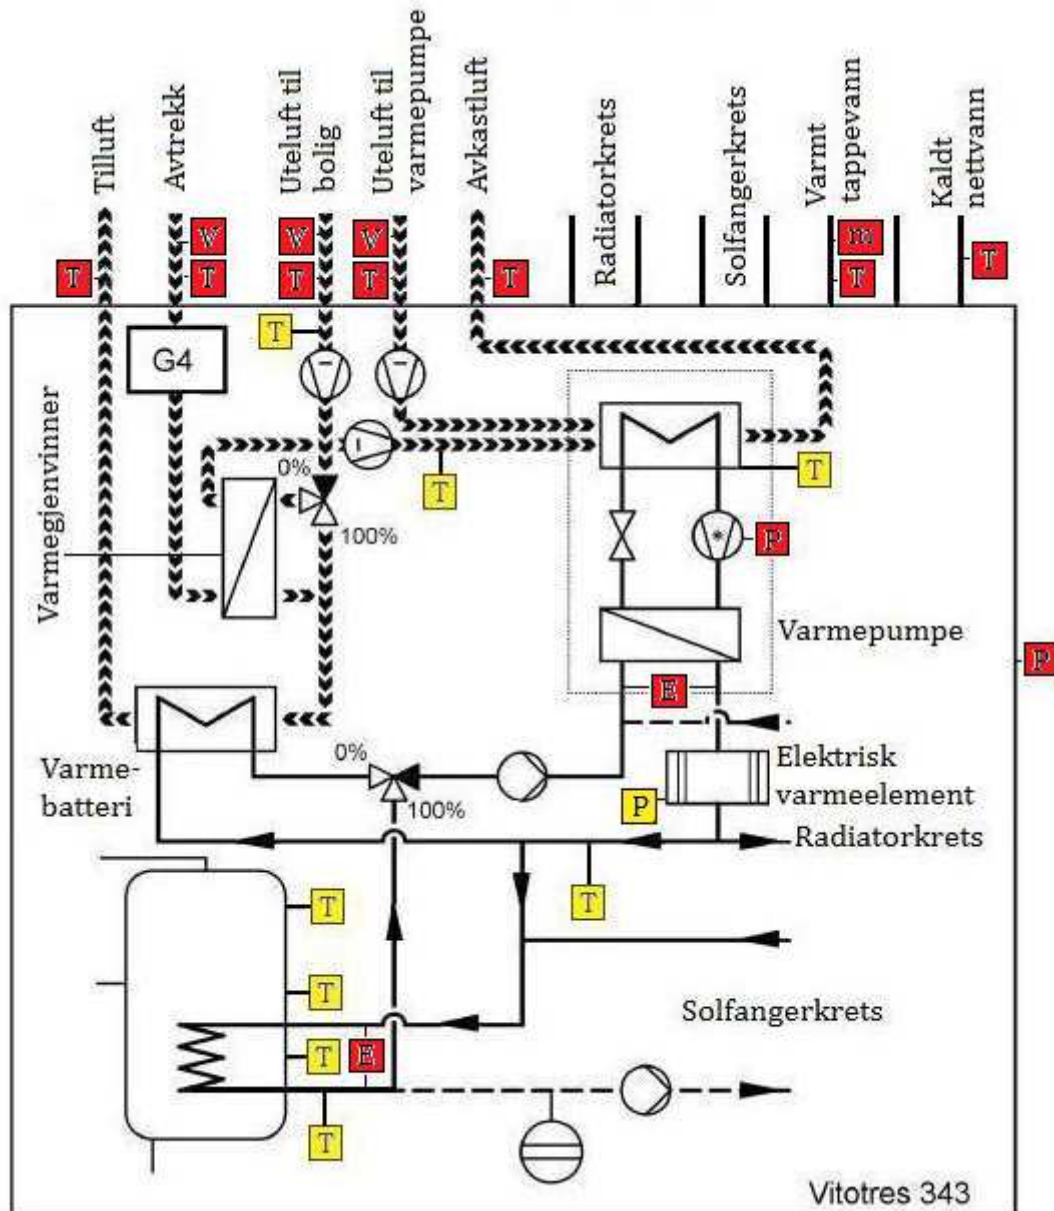 Tilluft
Avtrekk
Uteluft til
bolig
Uteluft til
varmepumpe
Avkastluft
Radiatorkrets
Solfangerkrets
Varmt
tappevann
Kaldt
nettvann
V
V
V
m
T
T
T
T
T
T
T
T
G4
Varmegjenvinner
0%
100%
T
T
P
Varmepumpe
P
E
Varme-
batteri
0%
100%
Elektrisk
varmeelement
P
Radiatorkrets
T
T
T
Solfangerkrets
T
E
T
Vitotres 343